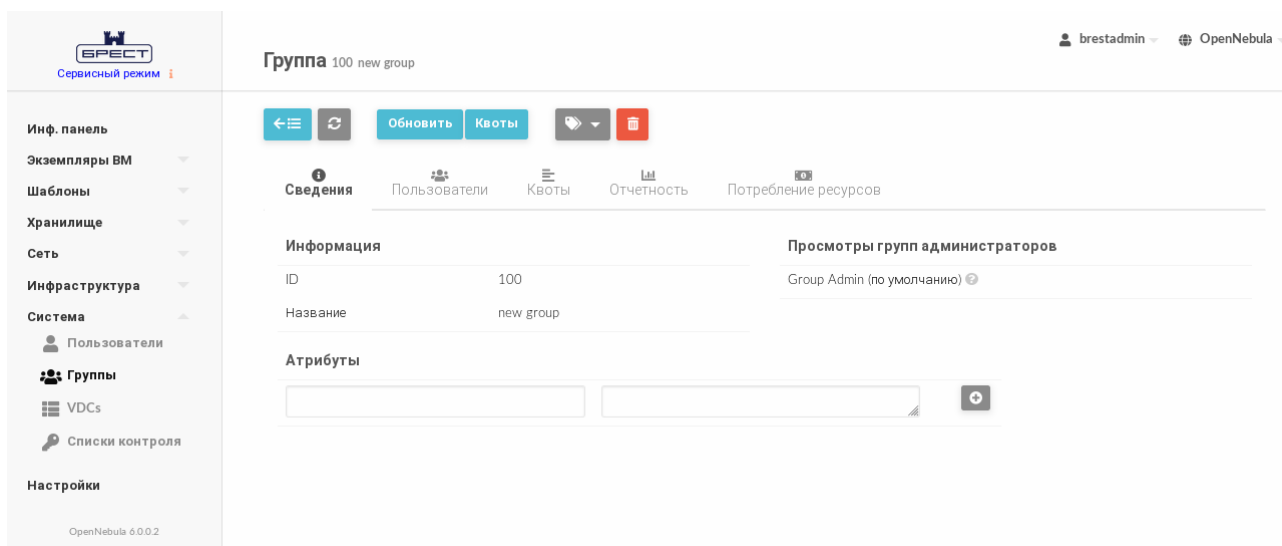 БРЕСТ
Сервисный режим
Группа 100 new group
brestadmin
OpenNebula
Инф. панель
Экземпляры ВМ
Шаблоны
Хранилище
Сеть
Инфраструктура
Система
Пользователи
Группы
VDCs
Списки контроля
Настройки
OpenNebula 6.0.0.2
Обновить Квоты
Сведения Пользователи Квоты Отчетность Потребление ресурсов
Информация
ID 100
Название new group
Просмотры групп администраторов
Group Admin (по умолчанию)
Атрибуты